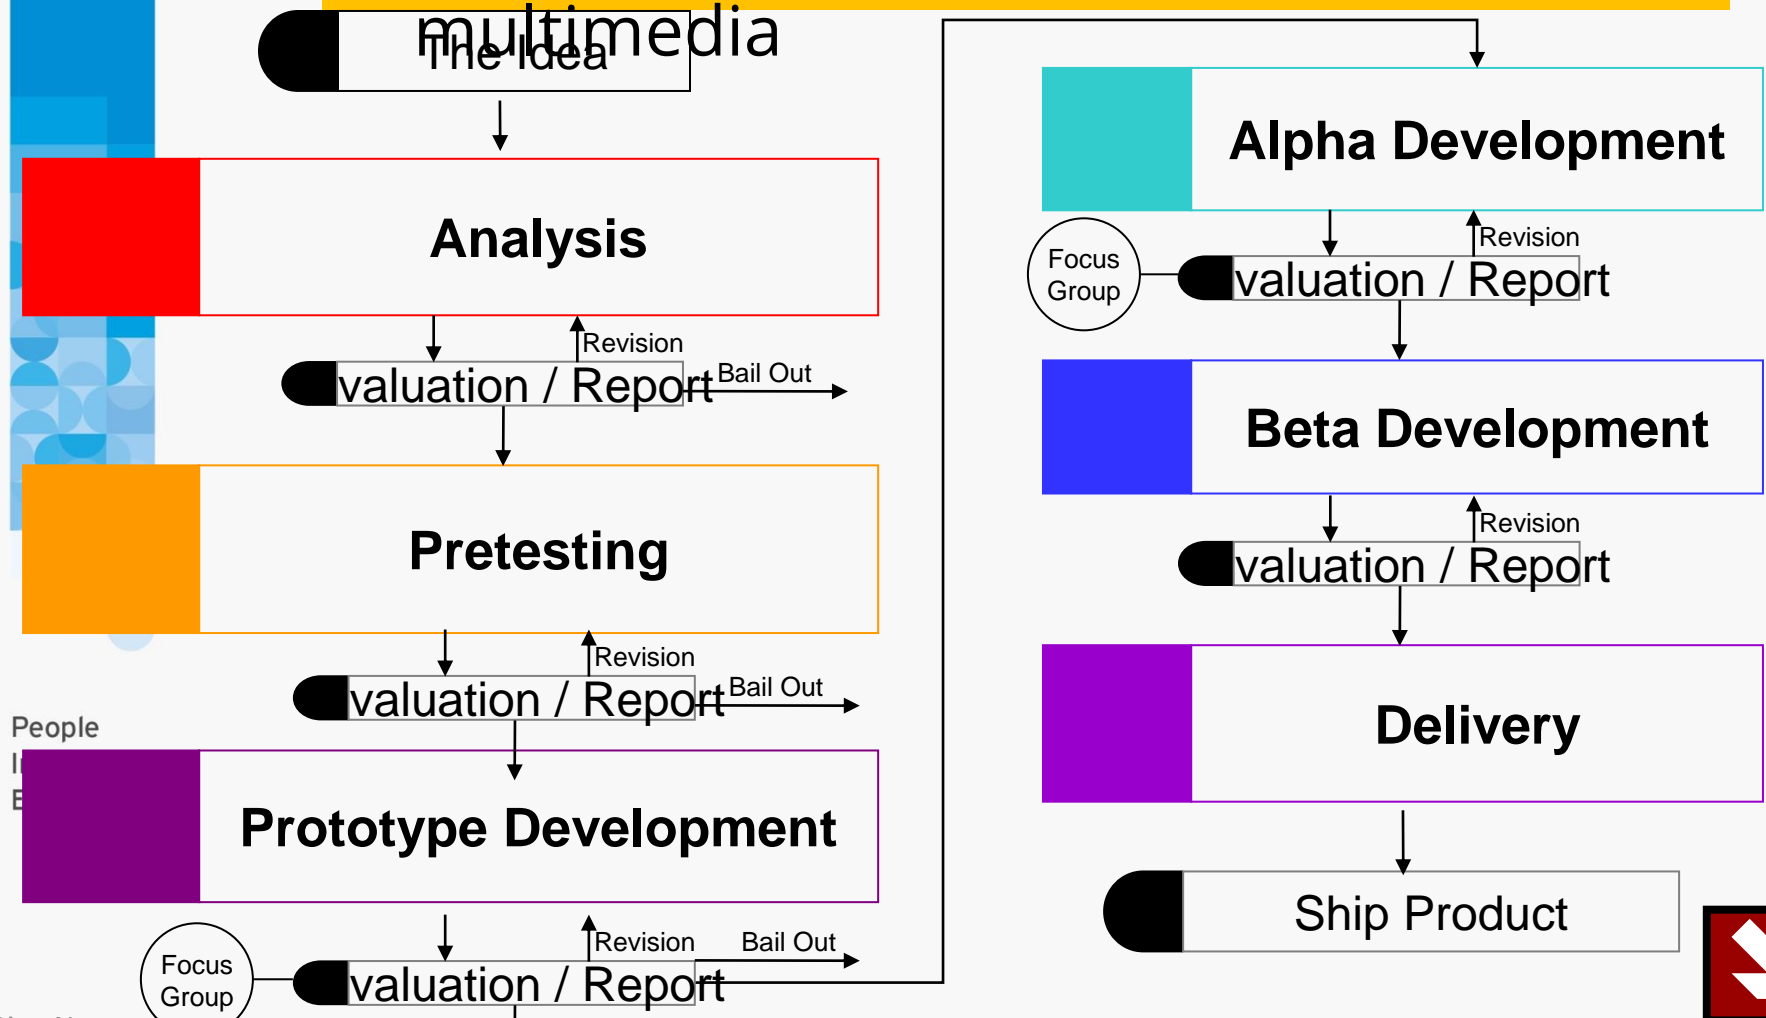 multimedia
The Idea
Analysis
Revision
valuation / Report
Bail Out
Pretesting
Revision
valuation / Report
Bail Out
People
Prototype Development
Focus
Group
Revision
Bail Out
valuation / Report
Alpha Development
Focus
Group
Revision
valuation / Report
Beta Development
Revision
valuation / Report
Delivery
Ship Product